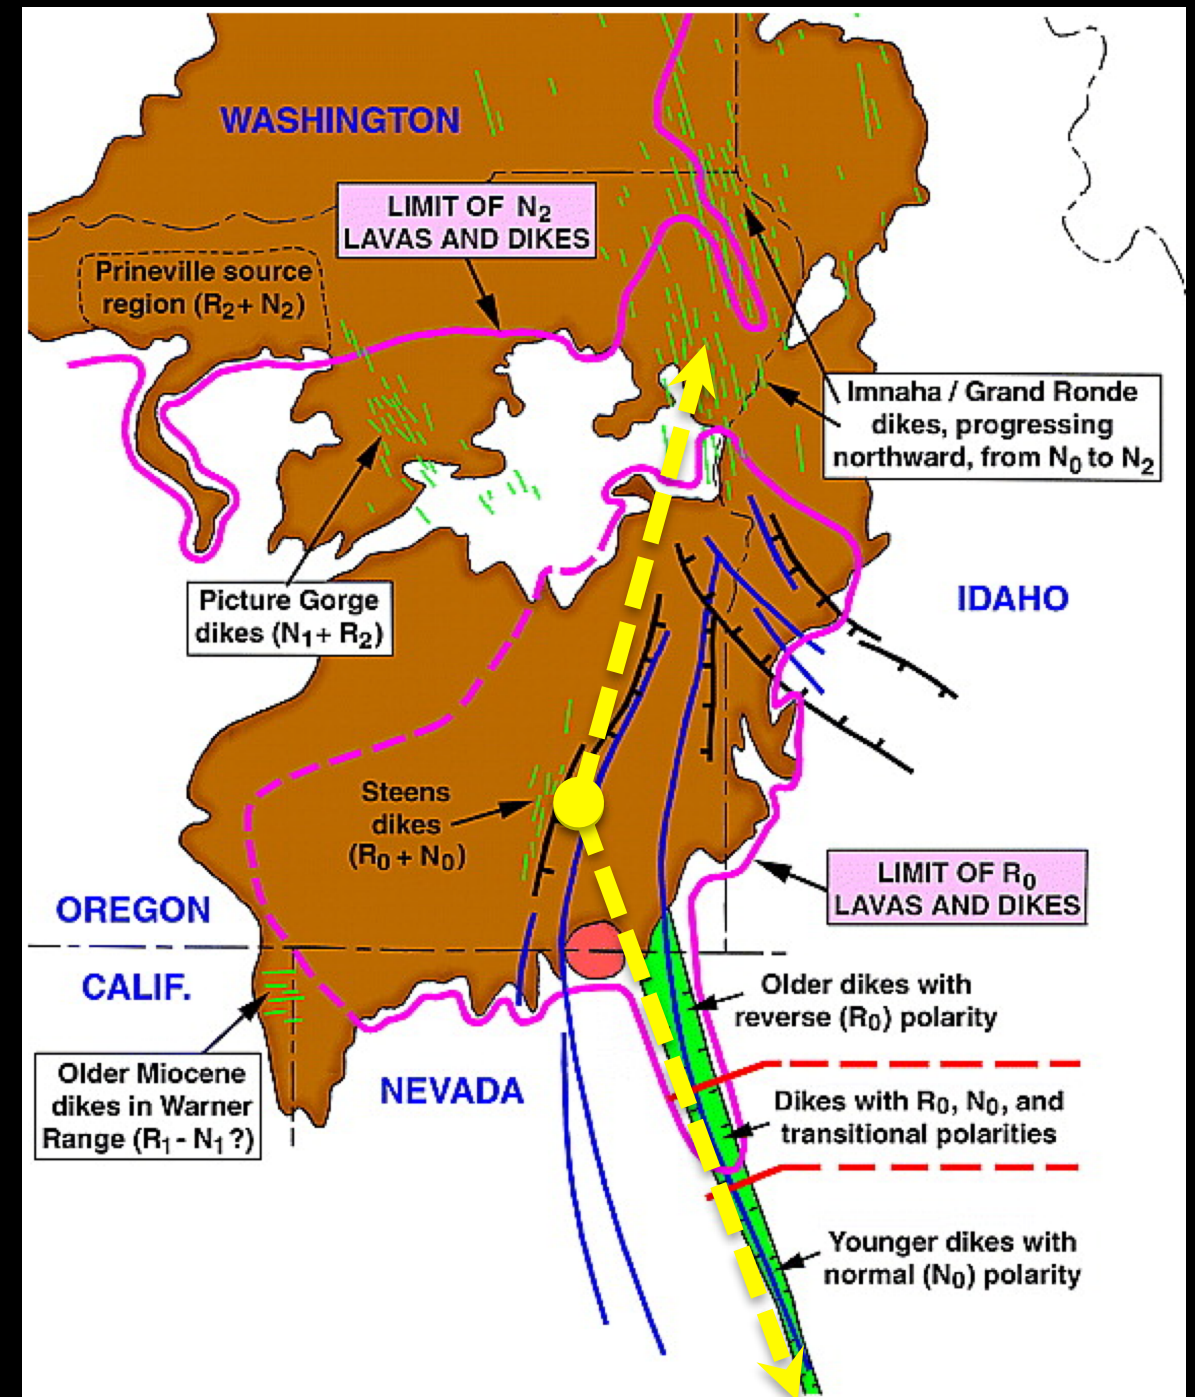 WASHINGTON
LIMIT OF N2
LAVAS AND DIKES
Prineville source
region (R2+ N2)
Imnaha / Grand Ronde
dikes, progressing
northward, from N0 to N2
Picture Gorge
dikes (N1+ R2)
IDAHO
Steens
dikes
(R0 + N0)
LIMIT OF R0
LAVAS AND DIKES
OREGON
CALIF.
Older dikes with
reverse (R0) polarity
Older Miocene
dikes in Warner
Range (R1 - N1 ?)
NEVADA
Dikes with R0, N0, and
transitional polarities
Younger dikes with
normal (N0) polarity